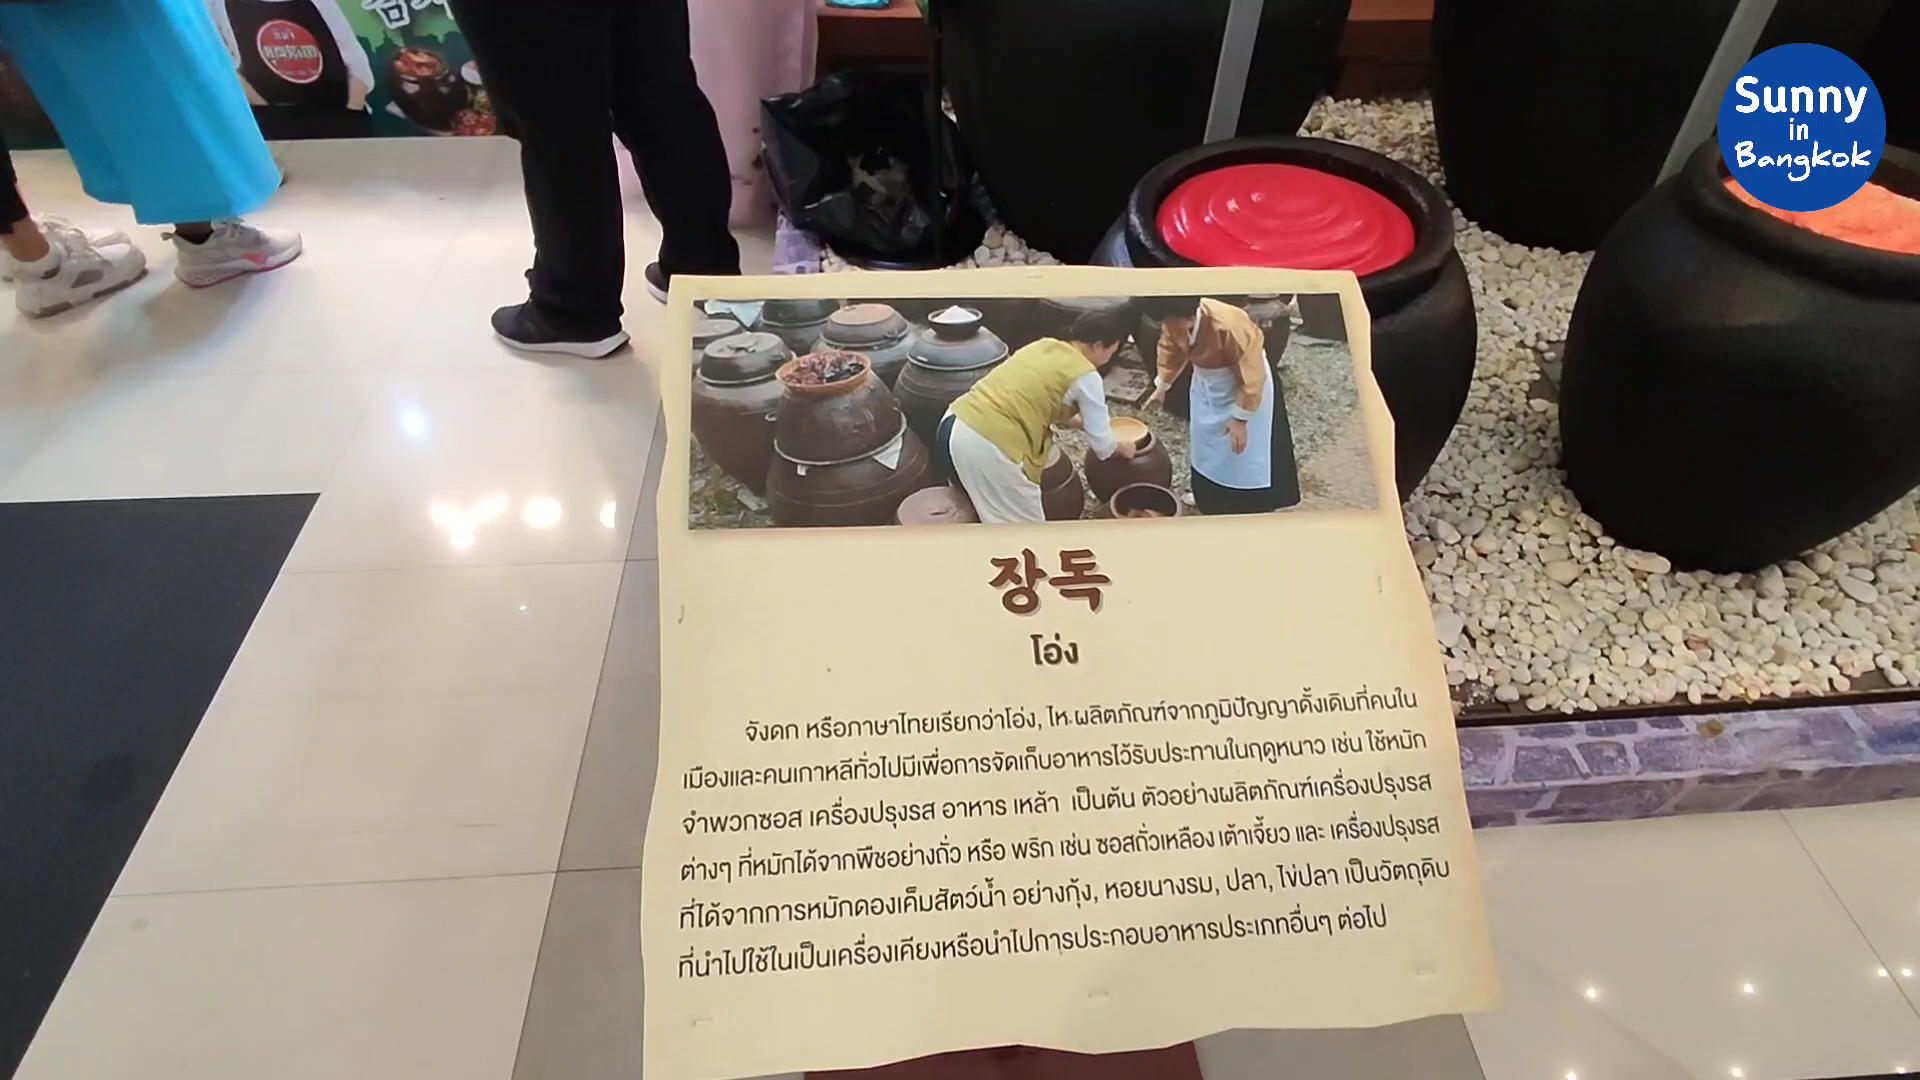 Sunny
in
Bangkok
장독
โอ่ง
จังดก หรือภาษาไทยเรียกว่าโอ่ง, ไห ผลิตภัณฑ์จากภูมิปัญญาดั้งเดิมที่คนใน
เมืองและคนเกาหลีทั่วไปมีเพื่อการจัดเก็บอาหารไว้รับประทานในฤดูหนาว เช่น ใช้หมัก
จำพวกซอส เครื่องปรุงรส อาหาร เหล้า เป็นต้น ตัวอย่างผลิตภัณฑ์เครื่องปรุงรส
ต่างๆ ที่หมักได้จากพืชอย่างถั่ว หรือ พริก เช่น ซอสถั่วเหลือง เต้าเจี้ยว และ เครื่องปรุงรส
ที่ได้จากการหมักดองเค็มสัตว์น้ำ อย่างกุ้ง, หอยนางรม, ปลา, ไข่ปลา เป็นวัตถุดิบ
ที่นำไปใช้ในเป็นเครื่องเคียงหรือนำไปการประกอบอาหารประเภทอื่นๆ ต่อไป